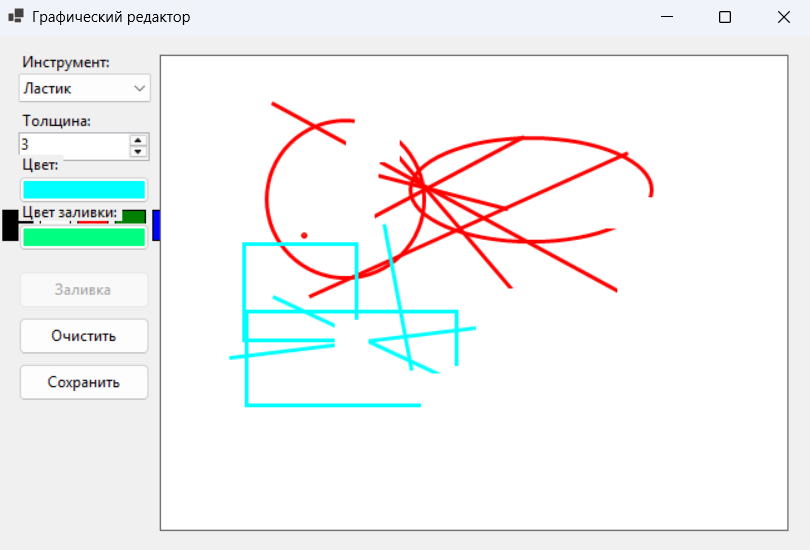 Графический редактор
Инструмент:
Ластик
Толщина:
3
Цвет:
Цвет заливки:
Заливка
Очистить
Сохранить